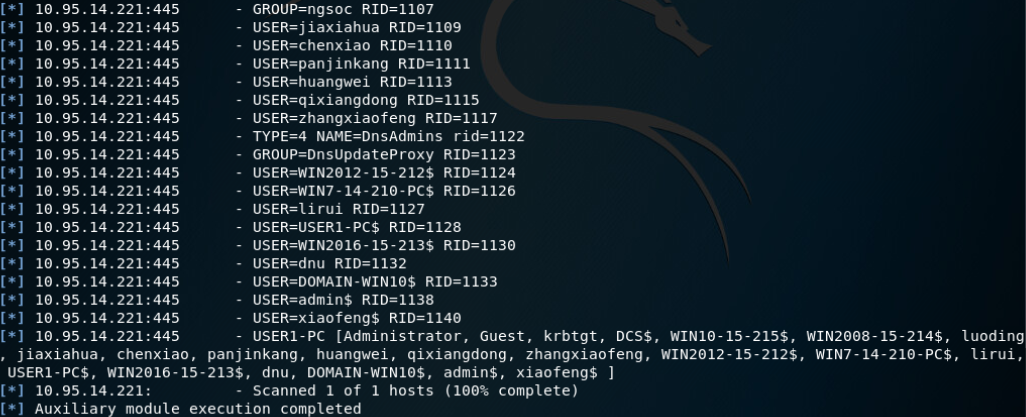 [*] 10.95.14.221:445 - GROUP=ngsoc RID=1107
[*] 10.95.14.221:445 - USER=jiaxiahua RID=1109
[*] 10.95.14.221:445 - USER=chenxiao RID=1110
[*] 10.95.14.221:445 - USER=panjinkang RID=1111
[*] 10.95.14.221:445 - USER=huangwei RID=1113
[*] 10.95.14.221:445 - USER=qixiangdong RID=1115
[*] 10.95.14.221:445 - USER=zhangxiaofeng RID=1117
[*] 10.95.14.221:445 - TYPE=4 NAME=DnsAdmins rid=1122
[*] 10.95.14.221:445 - GROUP=DnsUpdateProxy RID=1123
[*] 10.95.14.221:445 - USER=WIN2012-15-212$ RID=1124
[*] 10.95.14.221:445 - USER=WIN7-14-210-PC$ RID=1126
[*] 10.95.14.221:445 - USER=lirui RID=1127
[*] 10.95.14.221:445 - USER=USER1-PC$ RID=1128
[*] 10.95.14.221:445 - USER=WIN2016-15-213$ RID=1130
[*] 10.95.14.221:445 - USER=dnu RID=1132
[*] 10.95.14.221:445 - USER=DOMAIN-WIN10$ RID=1133
[*] 10.95.14.221:445 - USER=admin$ RID=1138
[*] 10.95.14.221:445 - USER=xiaofeng$ RID=1140
[*] 10.95.14.221:445 - USER1-PC [Administrator, Guest, krbtgt, DCS$, WIN10-15-215$, WIN2008-15-214$, luoding
, jiaxiahua, chenxiao, panjinkang, huangwei, qixiangdong, zhangxiaofeng, WIN2012-15-212$, WIN7-14-210-PC$, lirui,
USER1-PC$, WIN2016-15-213$, dnu, DOMAIN-WIN10$, admin$, xiaofeng$ ]
[*] 10.95.14.221: - Scanned 1 of 1 hosts (100% complete)
[*] Auxiliary module execution completed